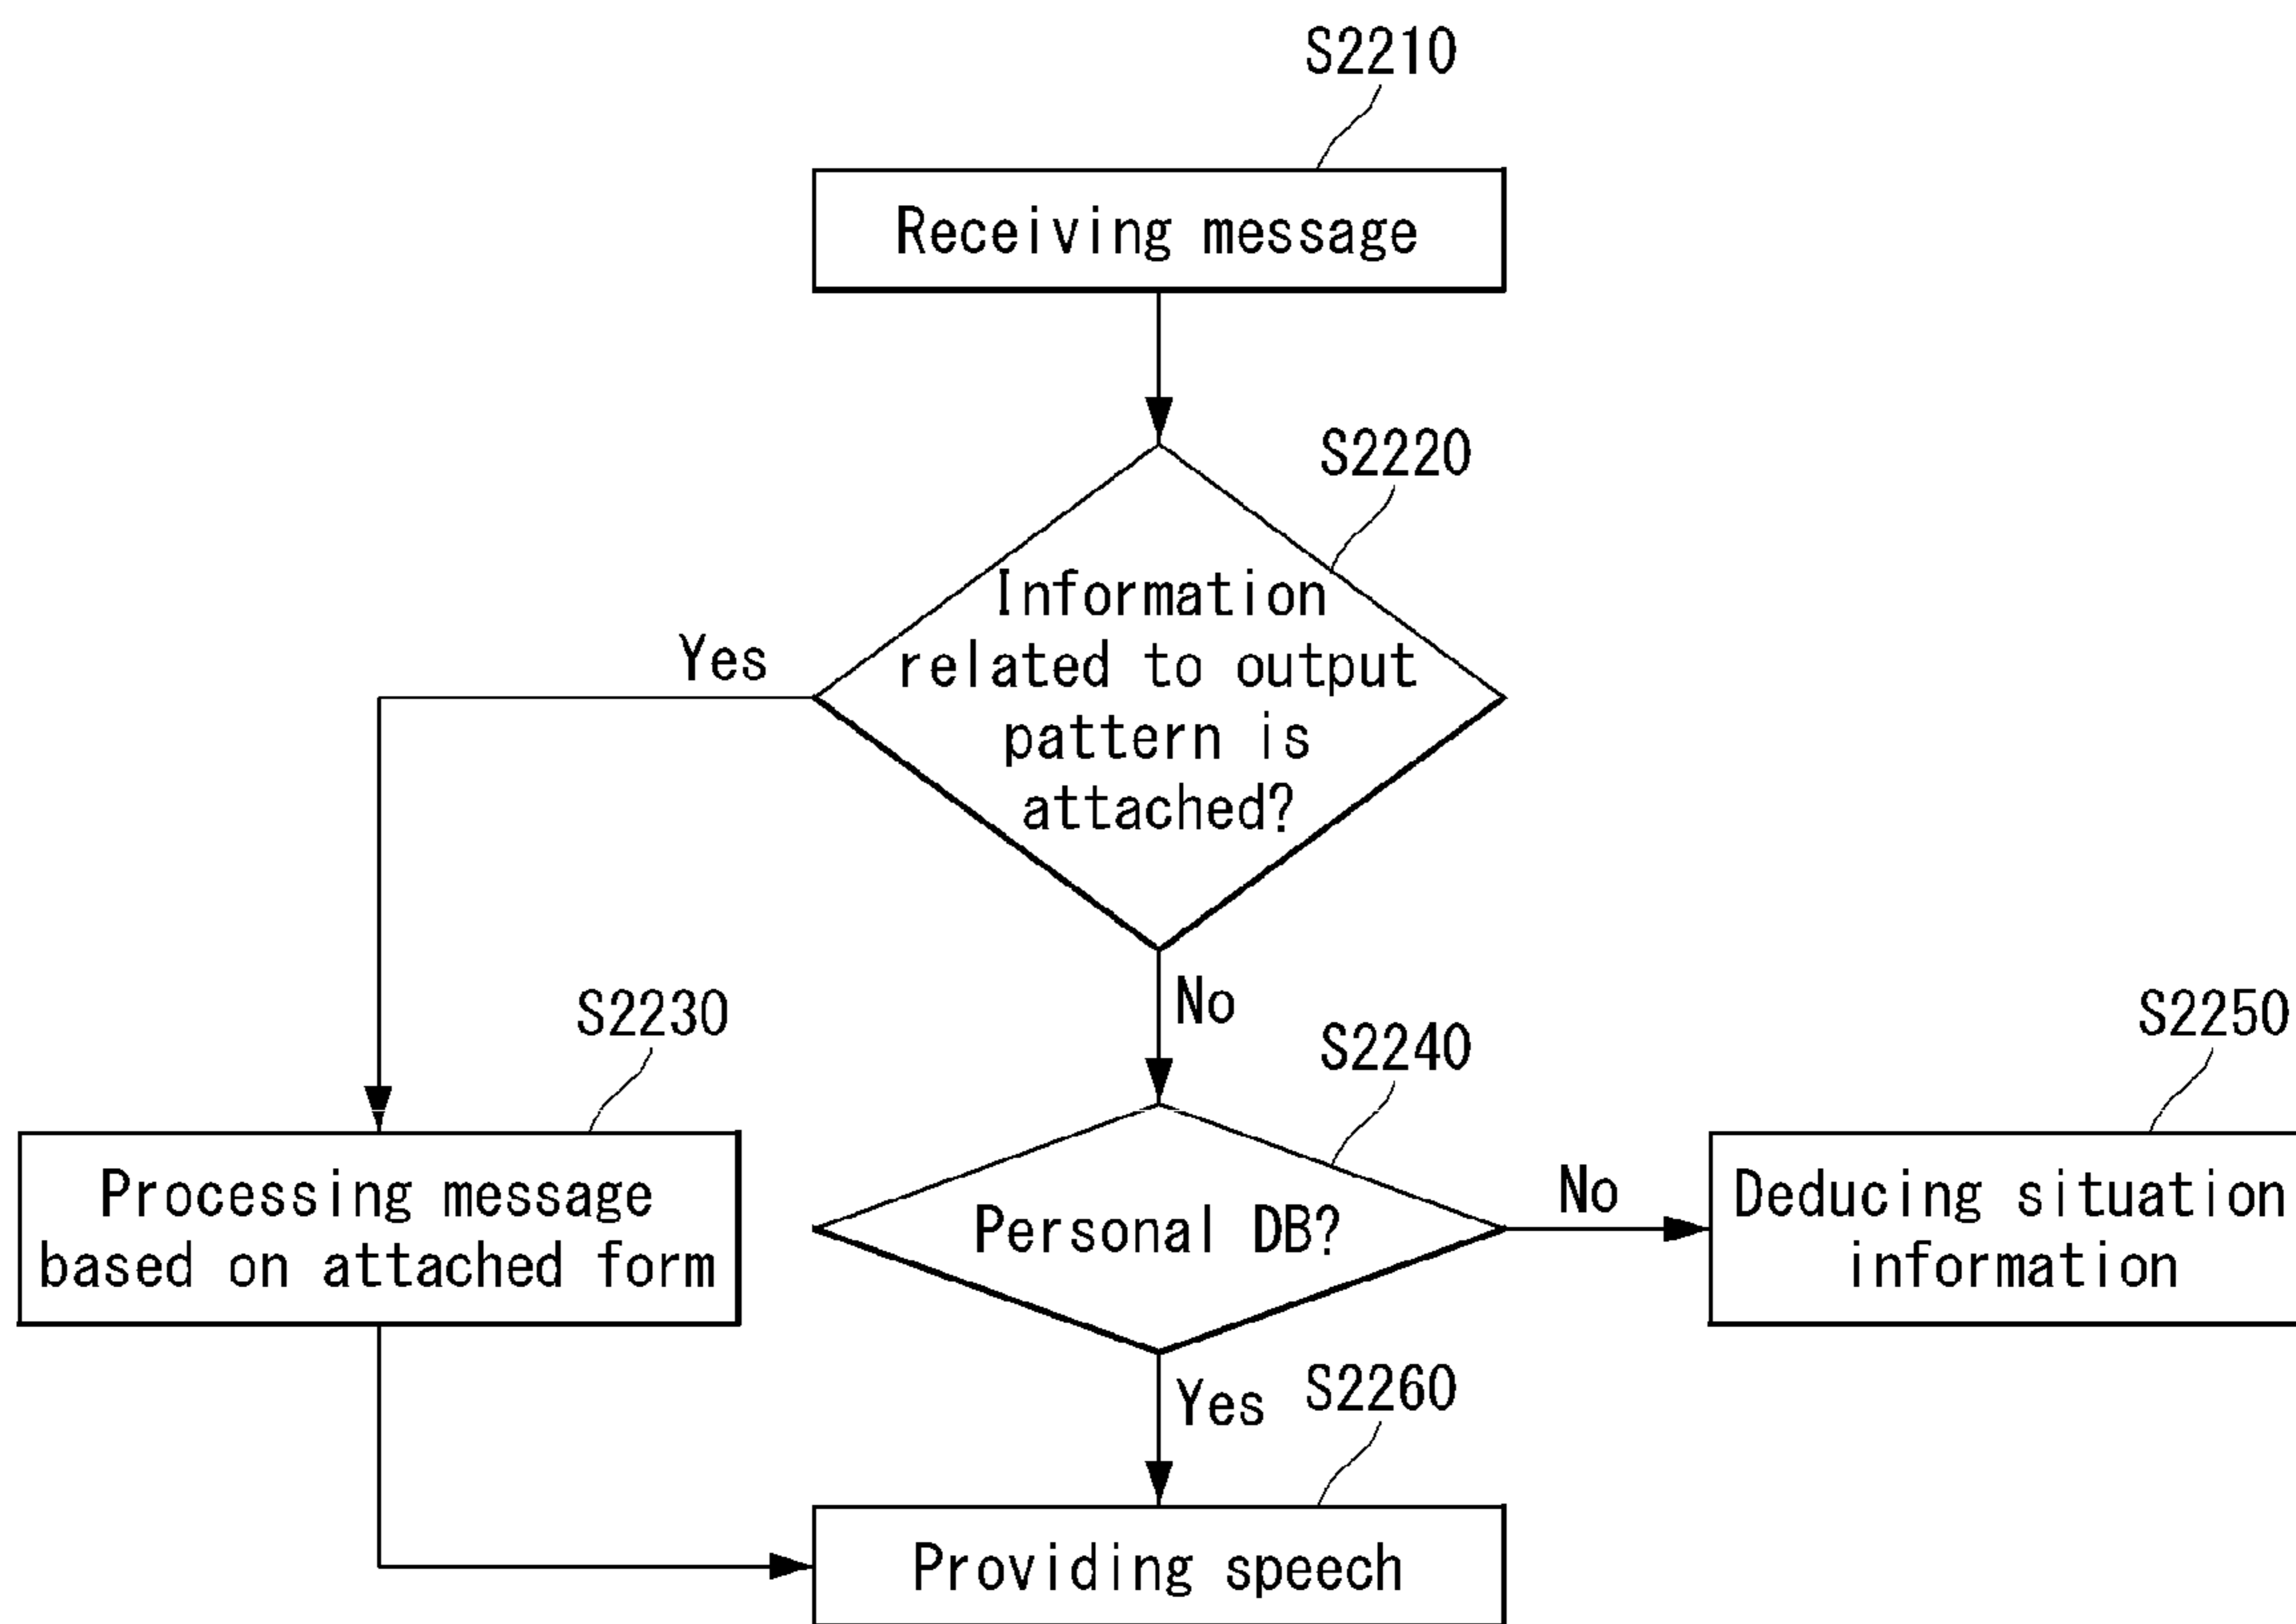 S2210
Receiving message
S2220
Information
related to output
pattern is
attached?
Yes
No
S2230
Processing message
based on attached form
S2240
Personal DB?
No
S2250
Deducing situation
information
Yes
S2260
Providing speech